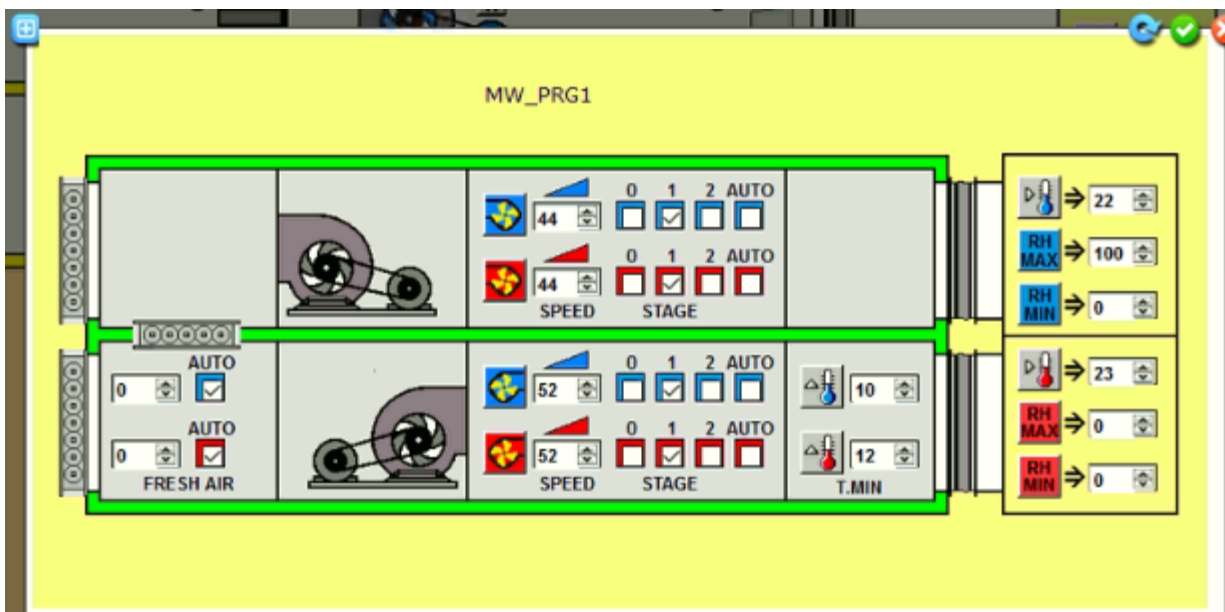 MW_PRG1
0 1 2 AUTO
44
22
0 1 2 AUTO
44
RH MAX
100
SPEED STAGE
RH MIN
0
AUTO
0
0 1 2 AUTO
52
10
23
AUTO
0
0 1 2 AUTO
52
12
RH MAX
0
FRESH AIR
SPEED STAGE
T.MIN
RH MIN
0